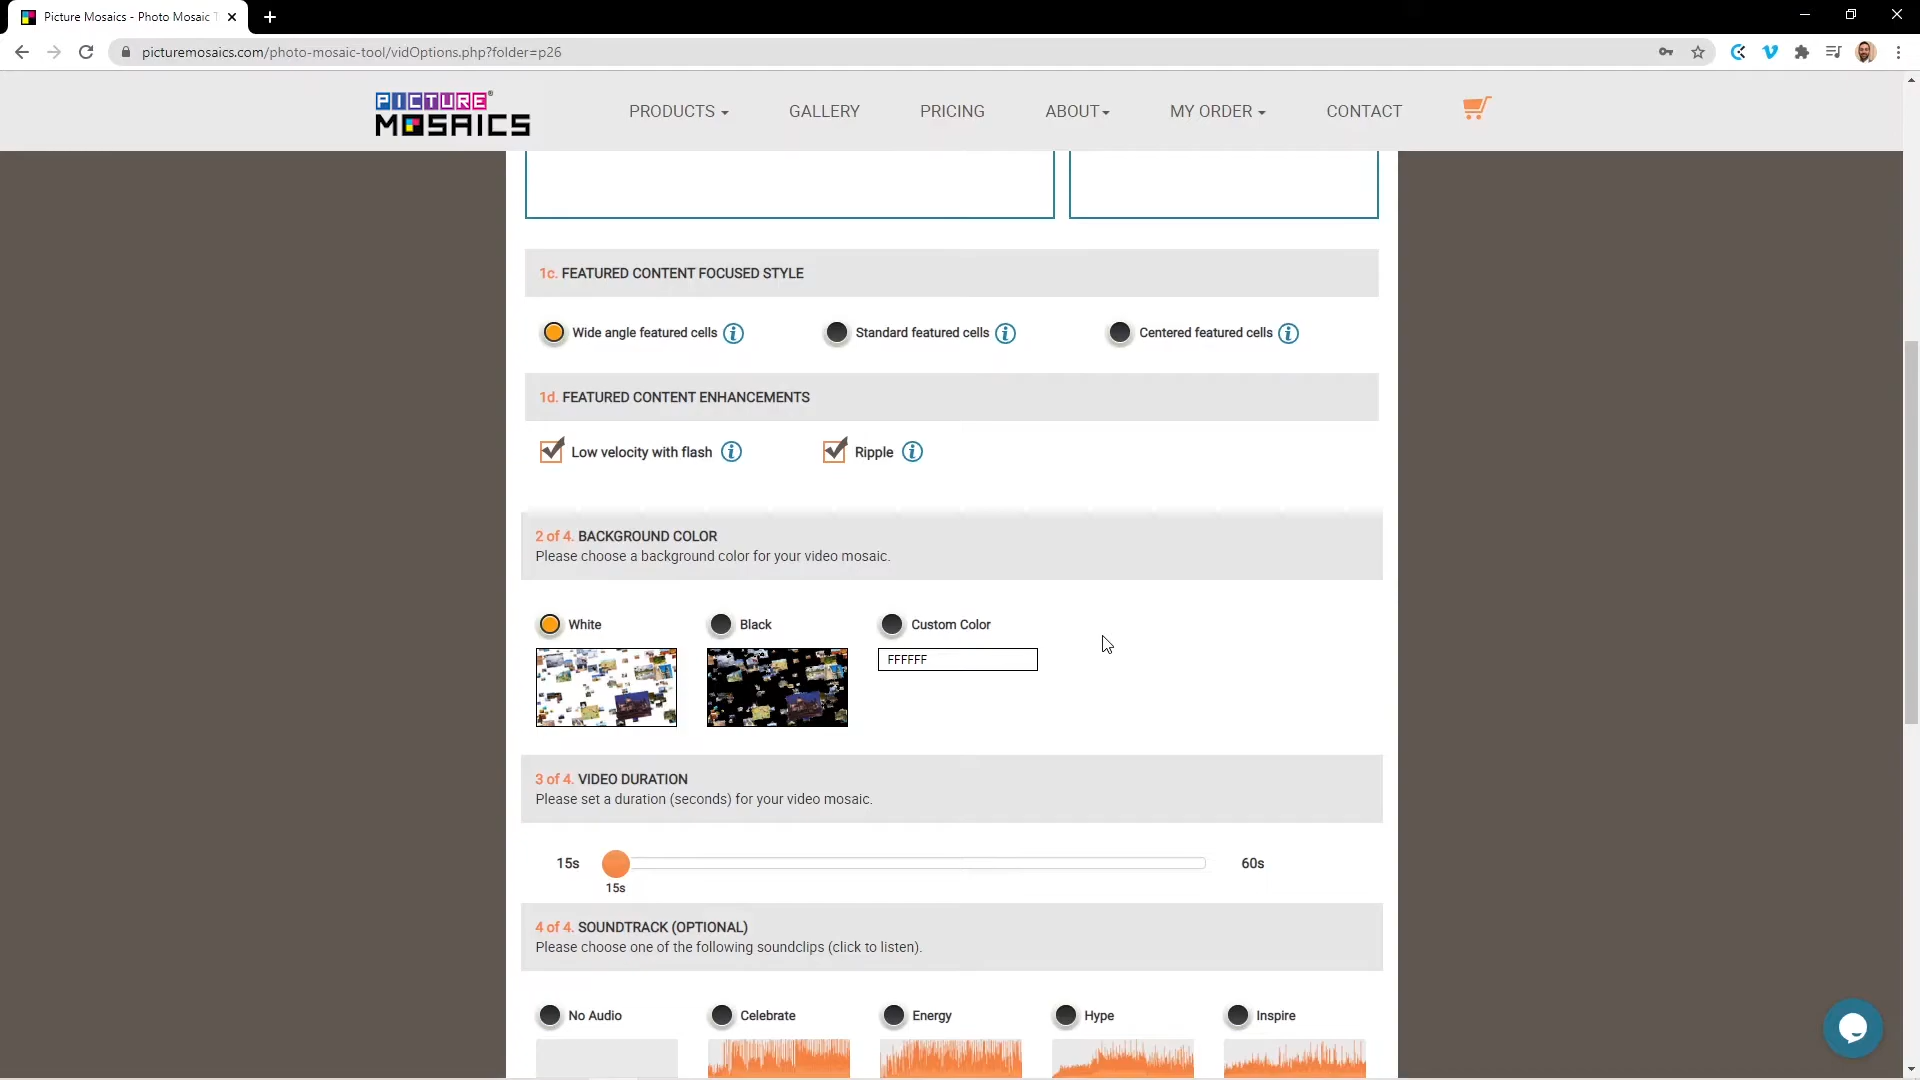 Picture Mosaics - Photo Mosaic T
picturemosaics.com/photo-mosaic-tool/vidOptions.php?folder=p26
PICTURE®
MOSAICS
PRODUCTS
GALLERY
PRICING
ABOUT
MY ORDER
CONTACT
1c. FEATURED CONTENT FOCUSED STYLE
Wide angle featured cells
Standard featured cells
Centered featured cells
1d. FEATURED CONTENT ENHANCEMENTS
Low velocity with flash
Ripple
2 of 4. BACKGROUND COLOR
Please choose a background color for your video mosaic.
White
Black
Custom Color
FFFFFF
3 of 4. VIDEO DURATION
Please set a duration (seconds) for your video mosaic.
15s
60s
15s
4 of 4. SOUNDTRACK (OPTIONAL)
Please choose one of the following soundclips (click to listen).
No Audio
Celebrate
Energy
Hype
Inspire